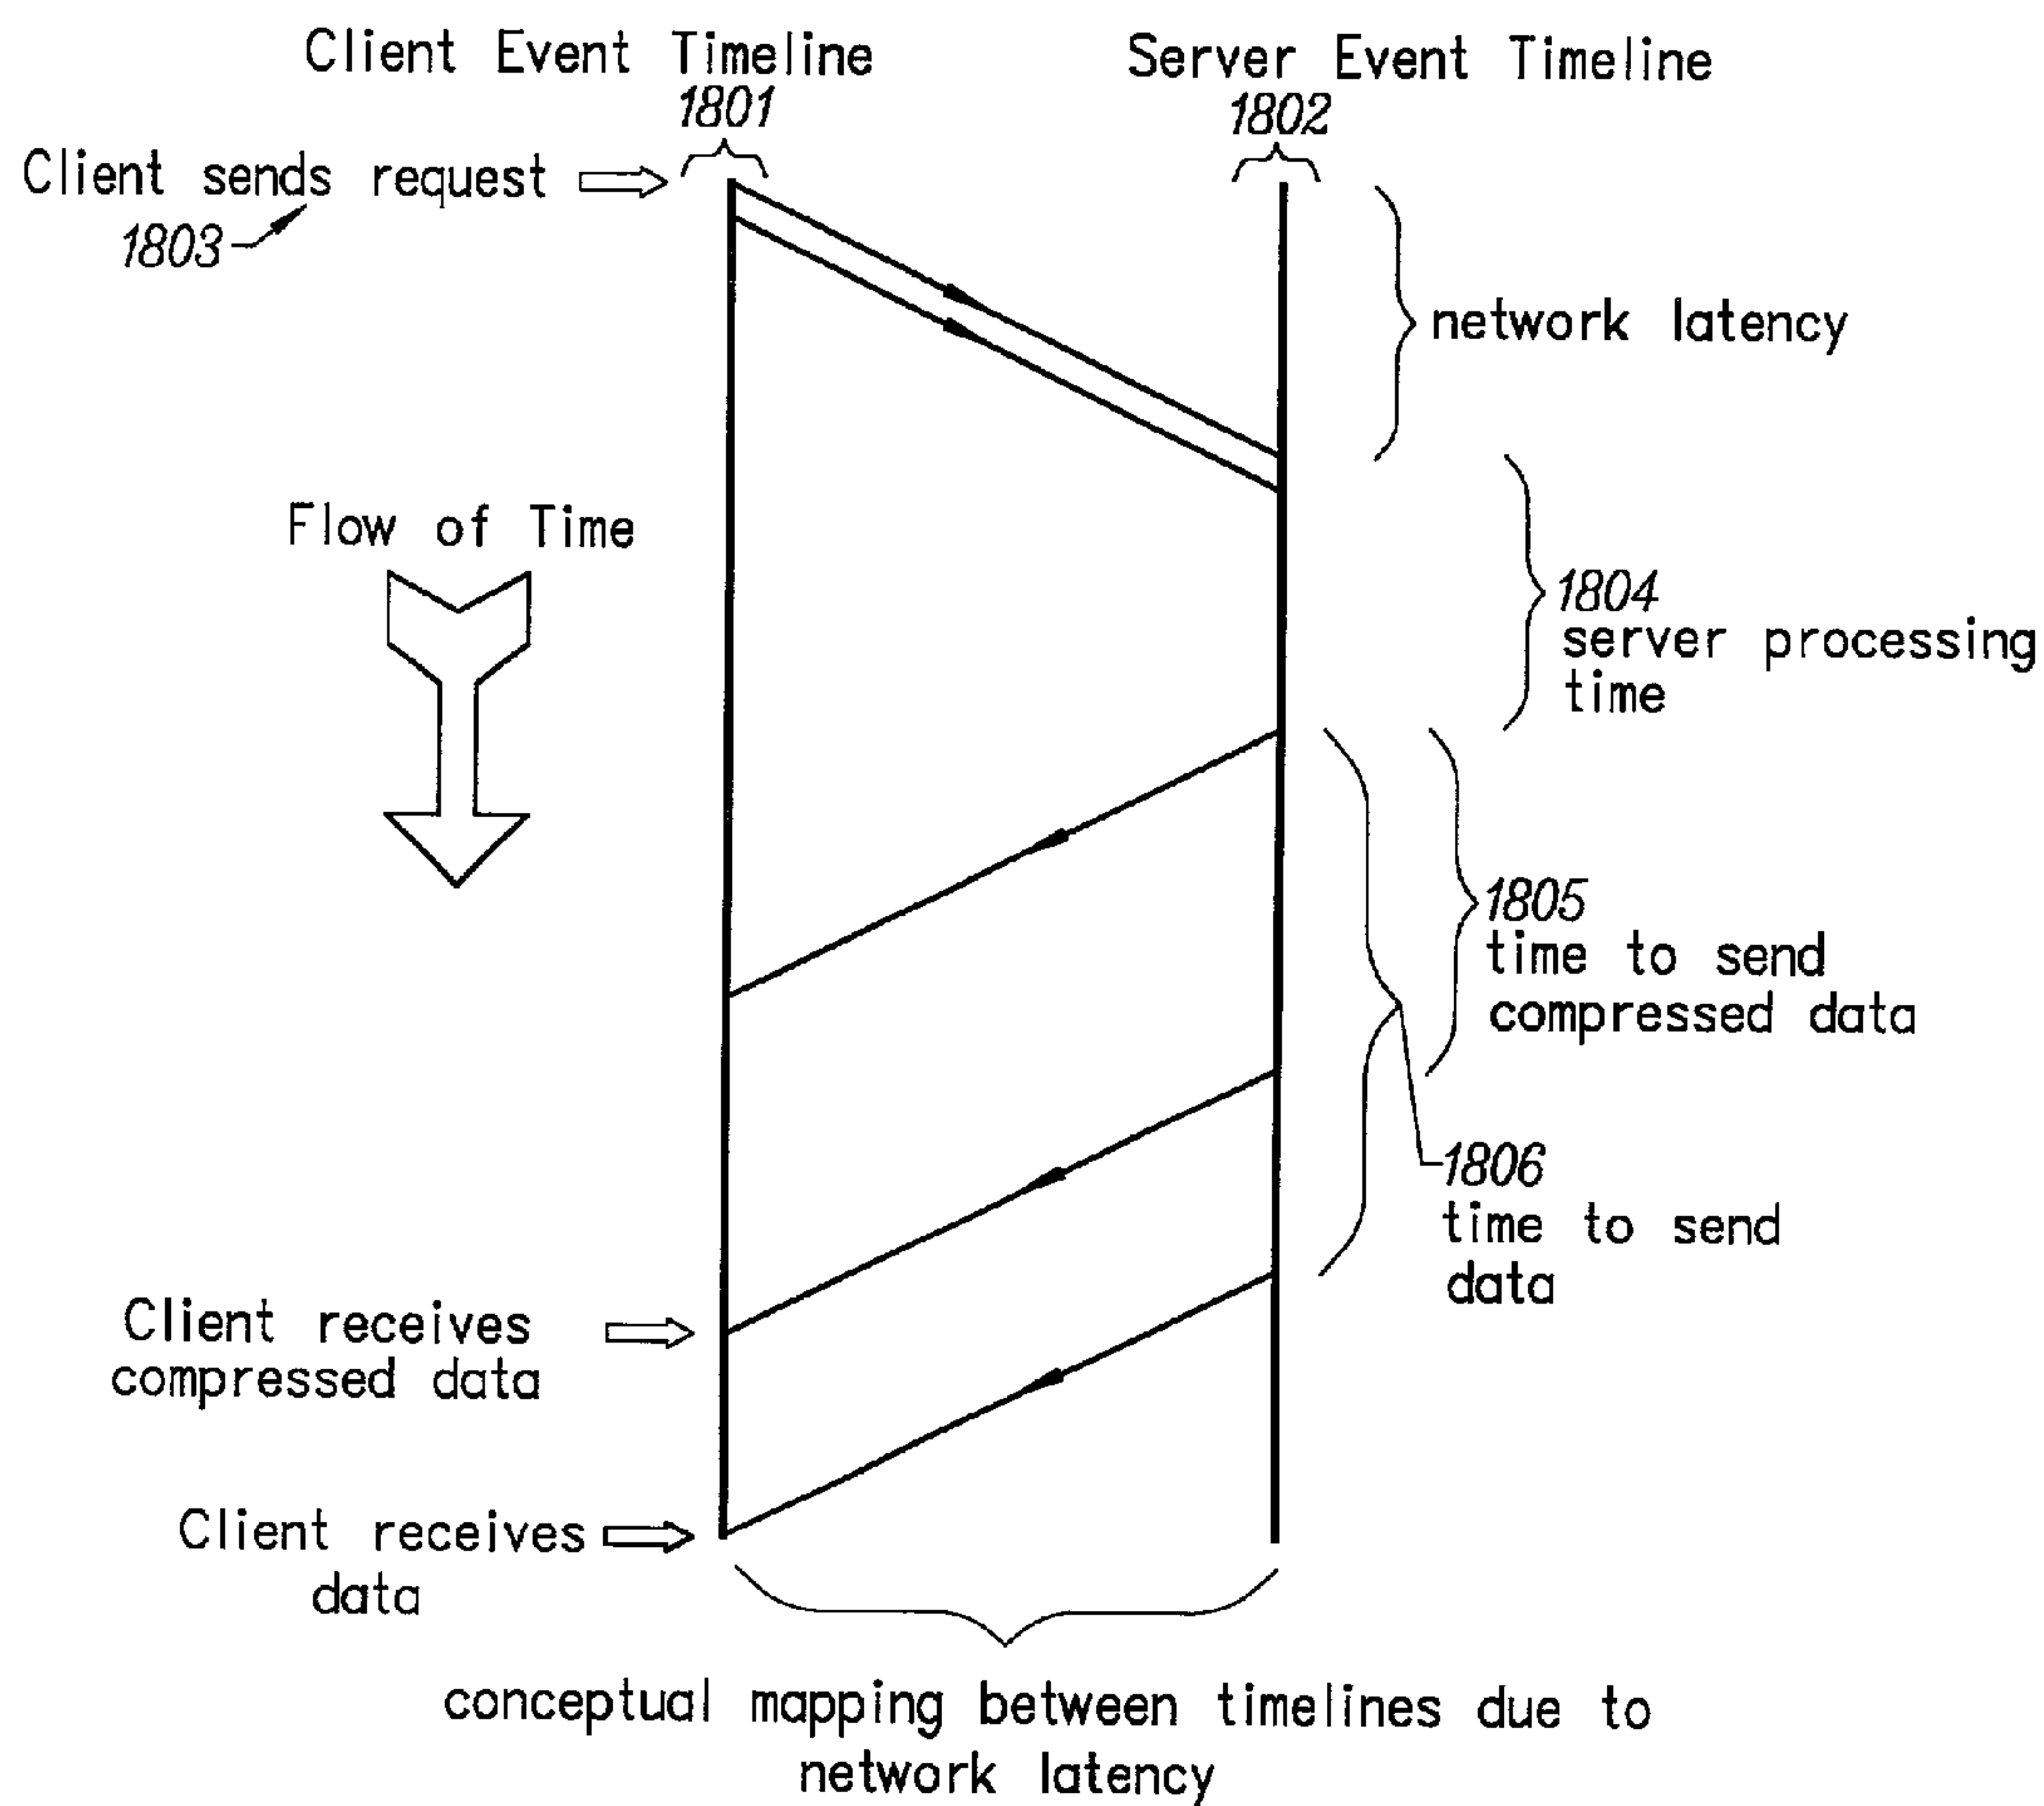 Client Event Timeline
1801
Server Event Timeline
1802
Client sends request
1803
network latency
Flow of Time
1804
server processing
time
1805
time to send
compressed data
1806
time to send
data
Client receives
compressed data
Client receives
data
conceptual mapping between timelines due to
network latency